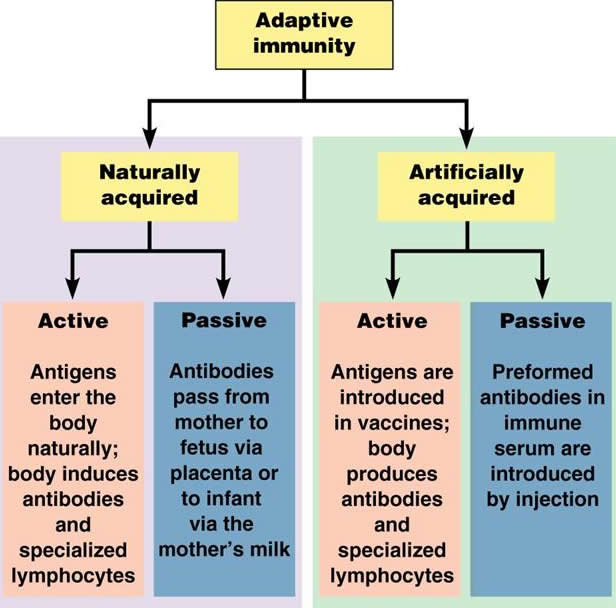 Adaptive
immunity
Naturally
acquired
Artificially
acquired
Active
Antigens
enter the
body
naturally;
body induces
antibodies
and
specialized
lymphocytes
Passive
Antibodies
pass from
mother to
fetus via
placenta or
to infant
via the
mother's milk
Active
Antigens are
introduced
in vaccines;
body
produces
antibodies
and
specialized
lymphocytes
Passive
Preformed
antibodies in
immune
serum are
introduced
by injection